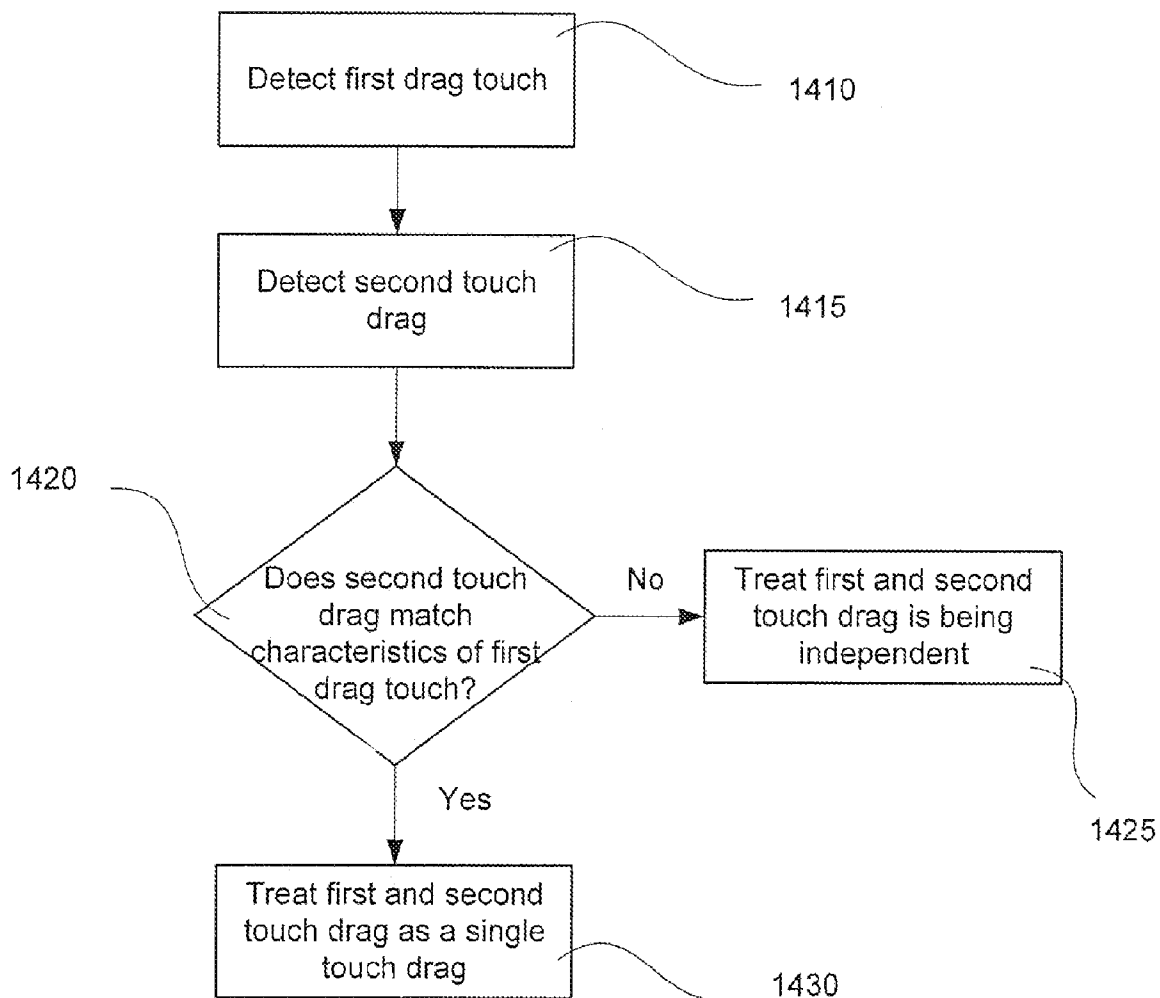 Detect first drag touch
1410
Detect second touch
drag
1415
1420
Does second touch
drag match
characteristics of first
drag touch?
No
Treat first and second
touch drag is being
independent
1425
Yes
Treat first and second
touch drag as a single
touch drag
1430